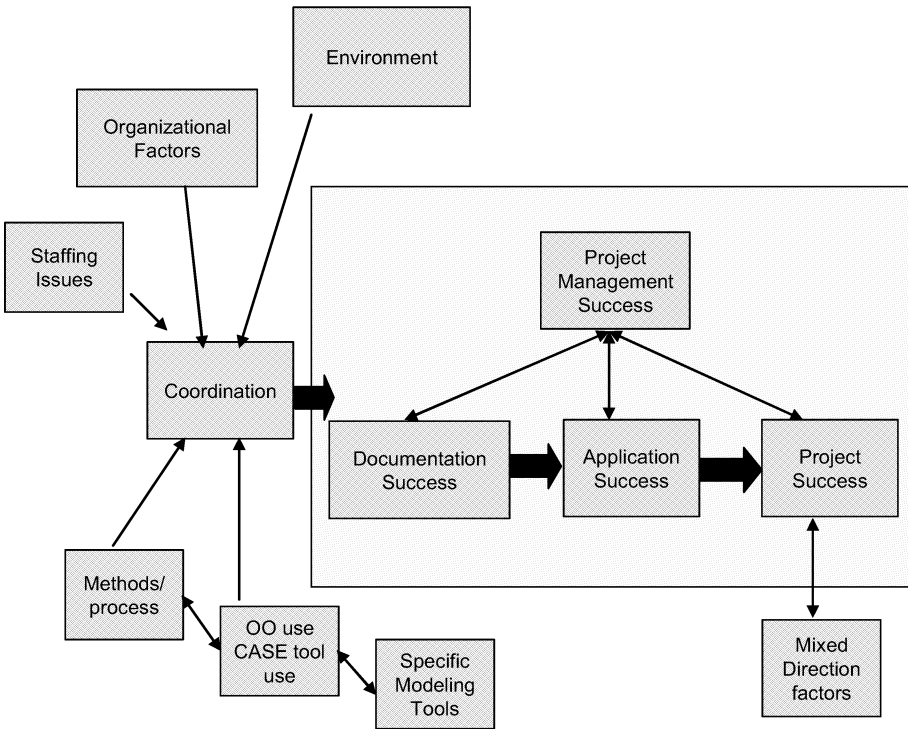 Environment
Organizational
Factors
Staffing
Issues
Project
Management
Success
Coordination
Documentation
Success
Application
Success
Project
Success
Methods/
process
OO use
CASE tool
use
Specific
Modeling
Tools
Mixed
Direction
factors